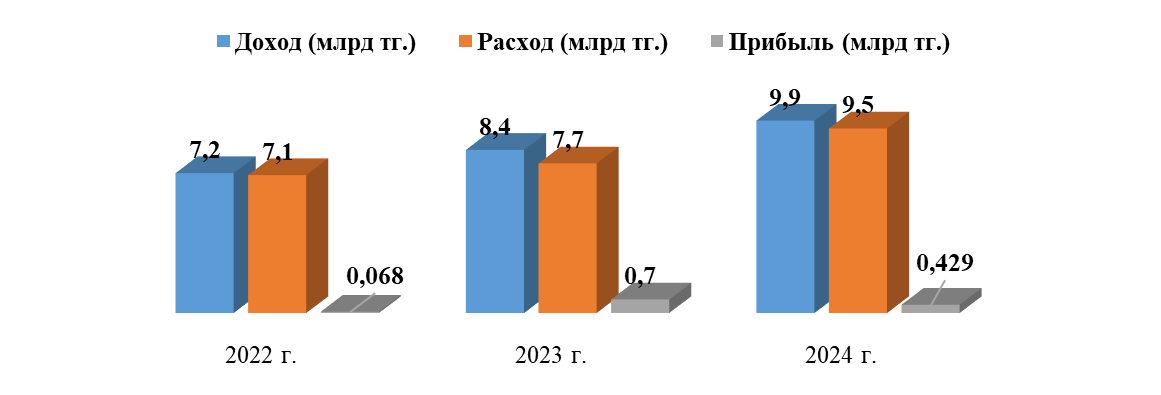 Доход (млрд тг.) Расход (млрд тг.) Прибыль (млрд тг.)
7,2 7,1 0,068
8,4 7,7 0,7
9,9 9,5 0,429
2022 г. 2023 г. 2024 г.